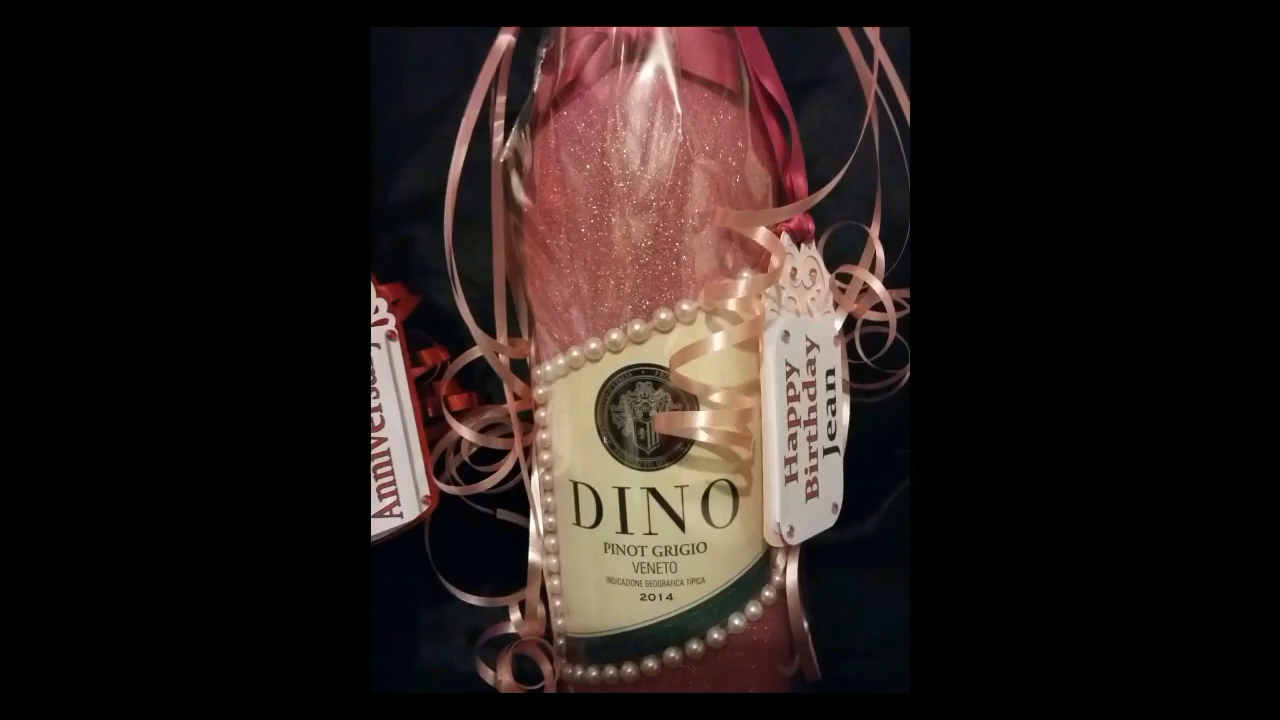 DINO
PINOT GRIGIO
VENETO
INDICAZIONE GEOGRAFICA TIPICA
2014
Happy
Birthday
Jean